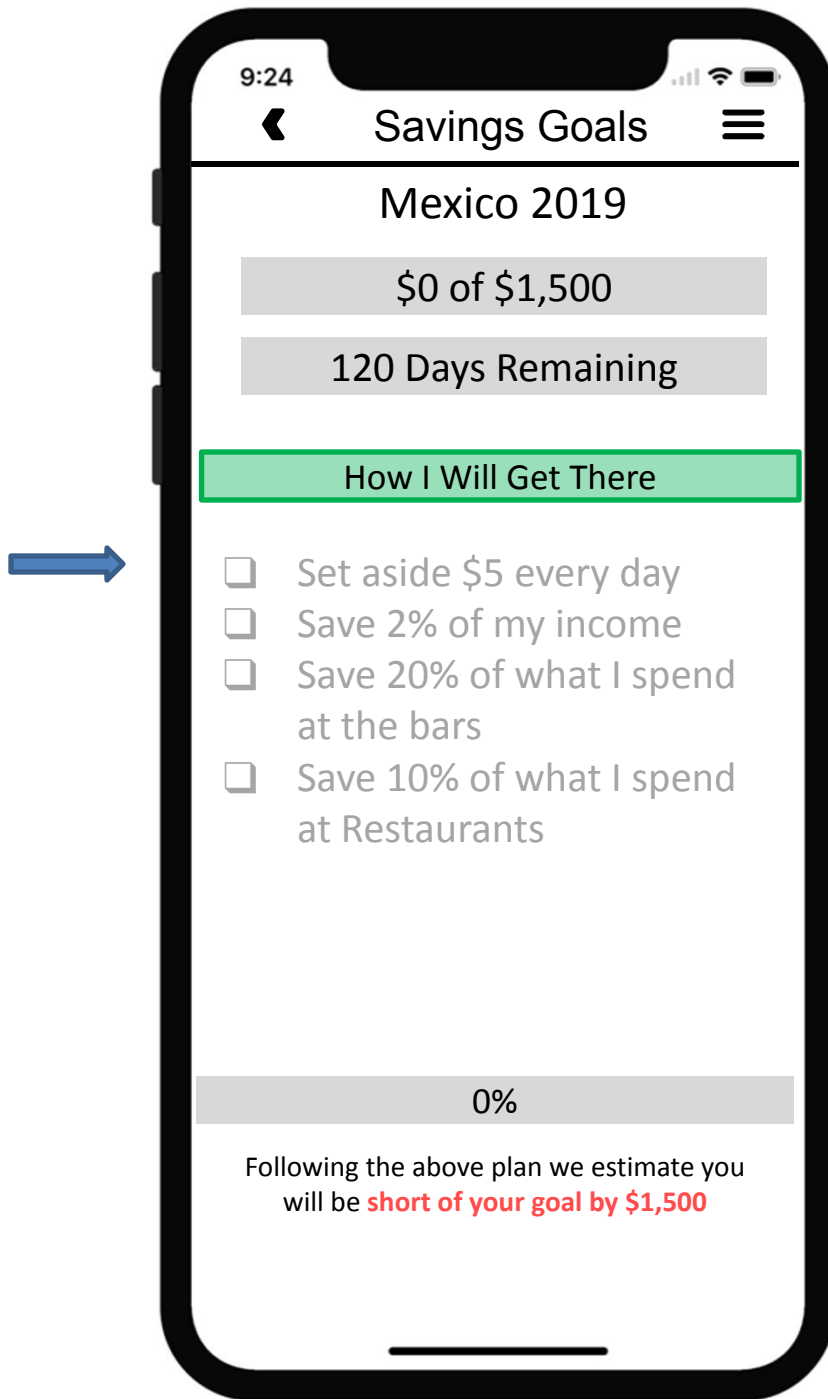 9:24
Savings Goals
Mexico 2019
$0 of $1,500
120 Days Remaining
How I Will Get There
❑ Set aside $5 every day
❑ Save 2% of my income
❑ Save 20% of what I spend
at the bars
❑ Save 10% of what I spend
at Restaurants
0%
Following the above plan we estimate you
will be short of your goal by $1,500